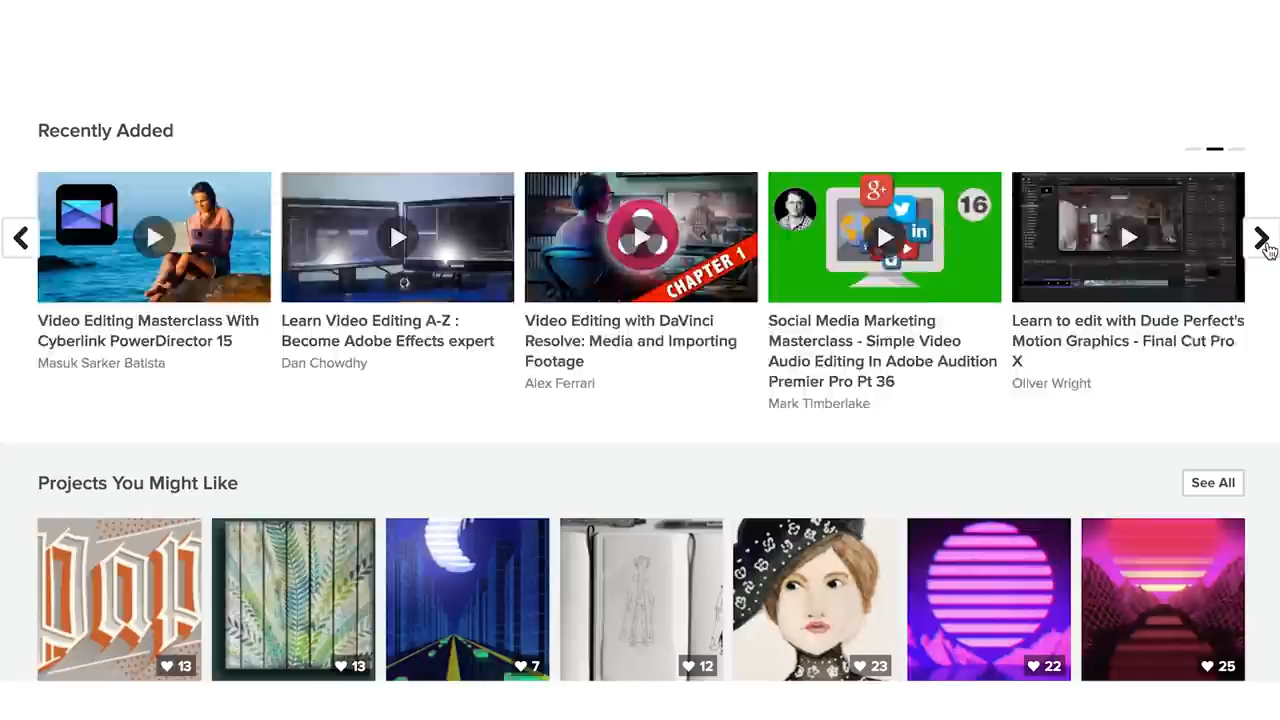 Recently Added
16
CHAPTER 1
Video Editing Masterclass With
Cyberlink PowerDirector 15
Masuk Sarker Batista
Learn Video Editing A-Z :
Become Adobe Effects expert
Dan Chowdhy
Video Editing with DaVinci
Resolve: Media and Importing
Footage
Alex Ferrari
Social Media Marketing
Masterclass - Simple Video
Audio Editing In Adobe Audition
Premier Pro Pt 36
Mark Timberlake
Learn to edit with Dude Perfect's
Motion Graphics - Final Cut Pro
X
Oliver Wright
Projects You Might Like
See All
13
13
7
12
23
22
25